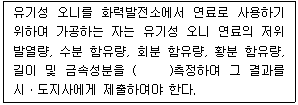 유기성 오니를 화력발전소에서 연료로 사용하기
위하여 가공하는 자는 유기성 오니 연료의 저위
발열량, 수분 함유량, 회분 함유량, 황분 함유량,
길이 및 금속성분을 (     )측정하여 그 결과를
시ㆍ도지사에게 제출하여야 한다.